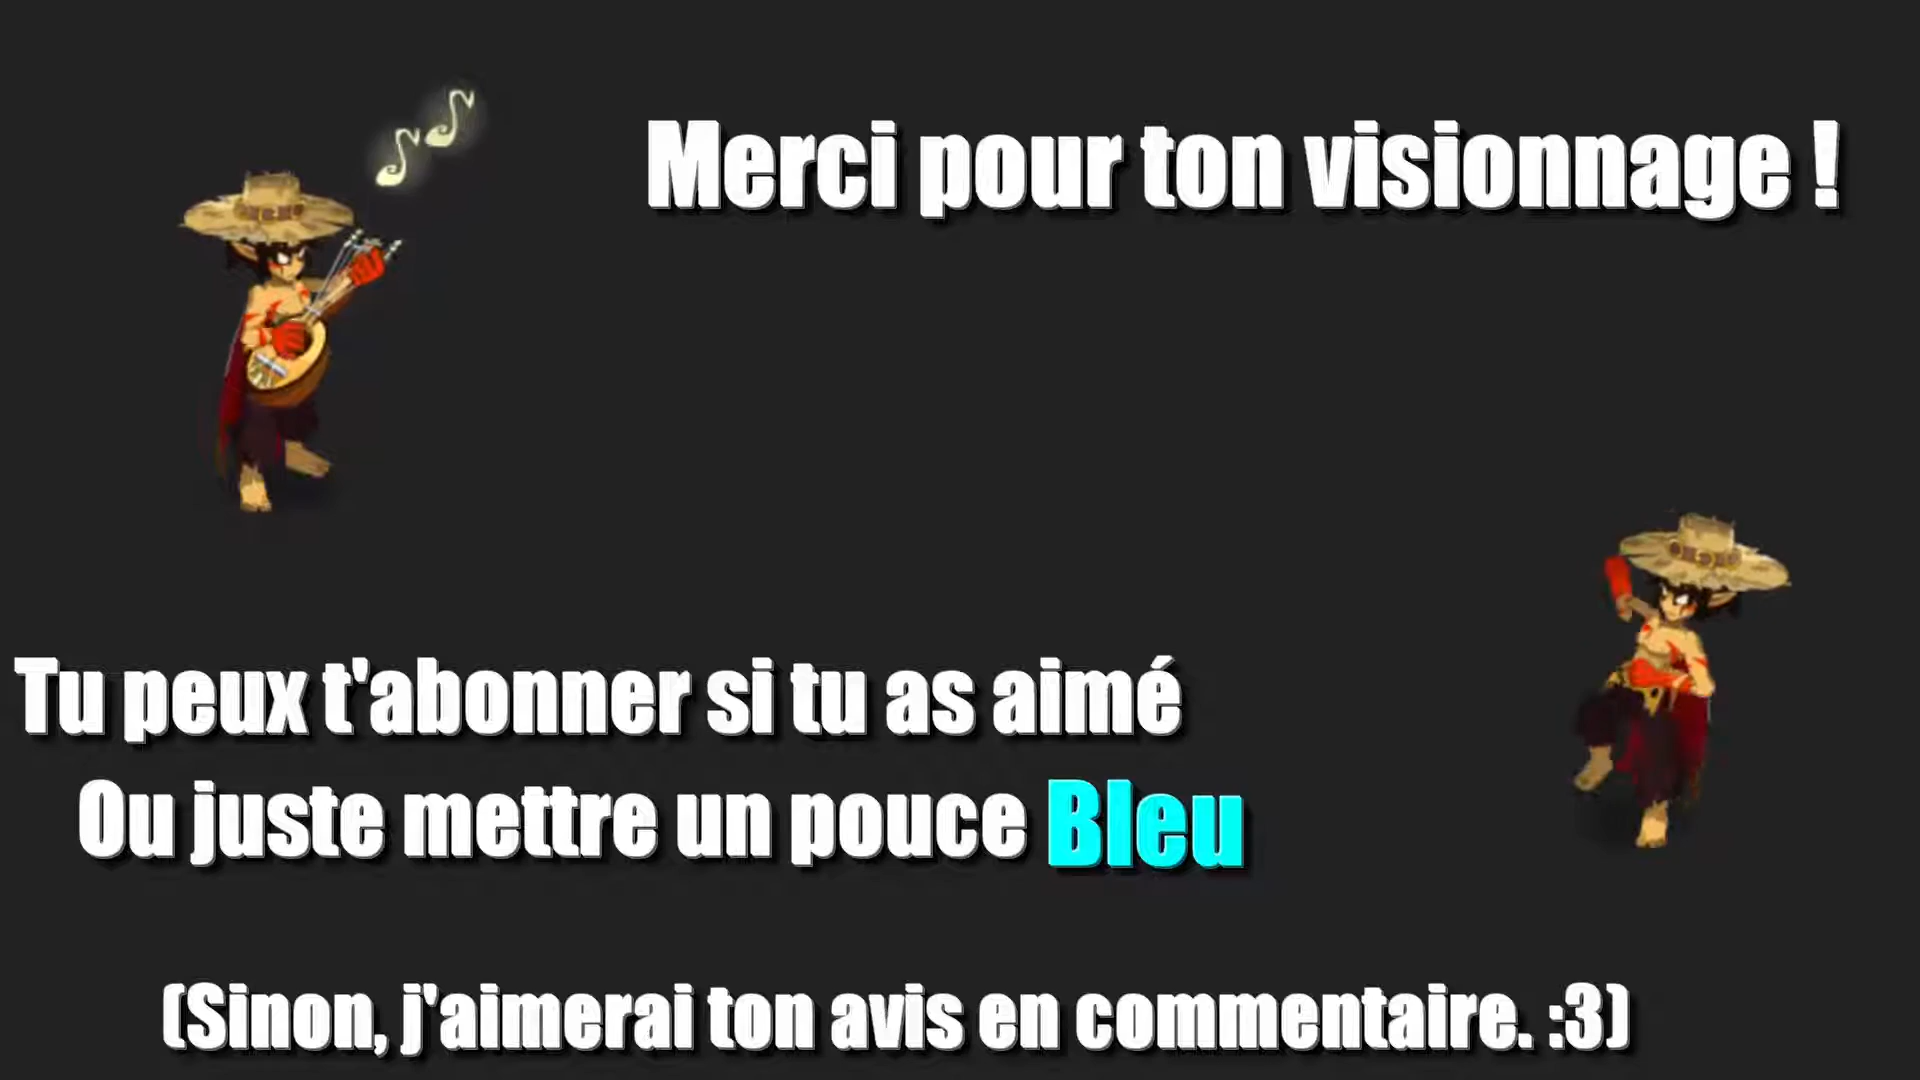 Merci pour ton visionnage !
Tu peux t'abonner si tu as aimé
Ou juste mettre un pouce Bleu
(Sinon, j'aimerai ton avis en commentaire. :3)